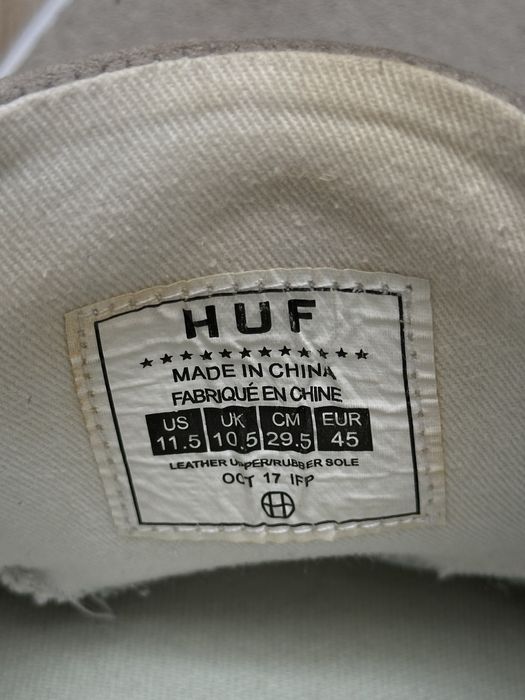 HUF
★★★★★★★★★★★★
MADE IN CHINA
FABRIQUÉ EN CHINE
US UK CM EUR
11.5 10.5 29.5 45
LEATHER UPPER/RUBBER SOLE
OCT 17 IFP
H